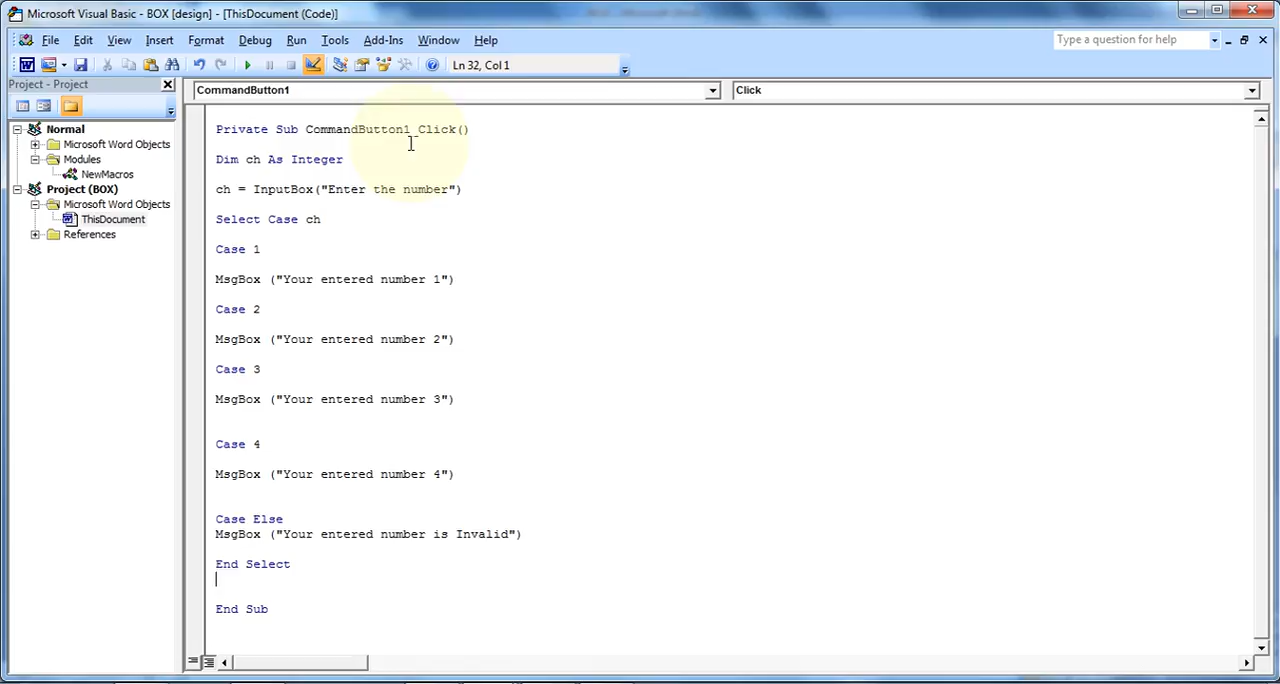 Microsoft Visual Basic - BOX [design] - [ThisDocument (Code)]
File Edit View Insert Format Debug Run Tools Add-Ins Window Help
Type a question for help
Ln 32, Col 1
Project - Project
CommandButton1
Click
Normal
Microsoft Word Objects
Modules
NewMacros
Project (BOX)
Microsoft Word Objects
ThisDocument
References
Private Sub CommandButton1_Click()
Dim ch As Integer
ch = InputBox("Enter the number")
Select Case ch
Case 1
MsgBox ("Your entered number 1")
Case 2
MsgBox ("Your entered number 2")
Case 3
MsgBox ("Your entered number 3")
Case 4
MsgBox ("Your entered number 4")
Case Else
MsgBox ("Your entered number is Invalid")
End Select
End Sub